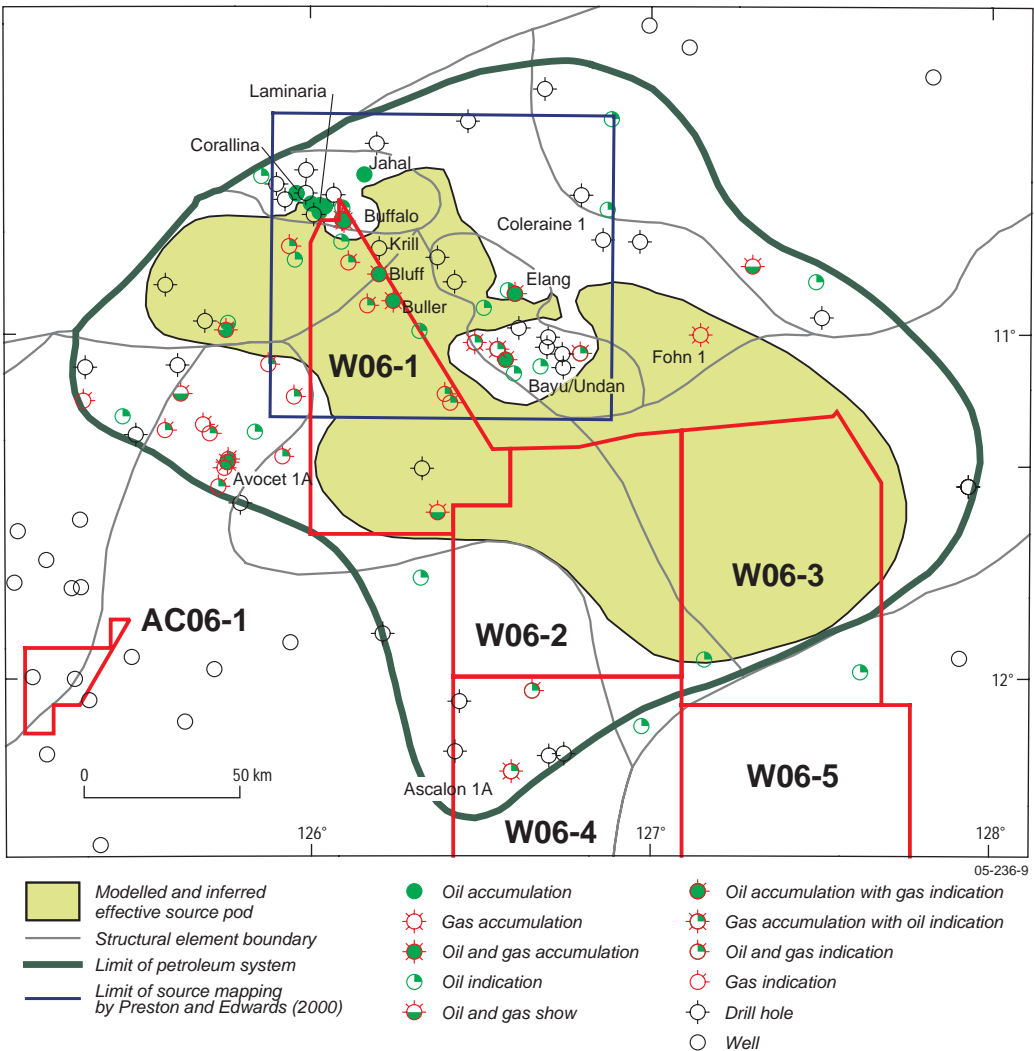 Laminaria
Corallina
Jahal
Buffalo
Coleraine 1
Krill
Bluff
Elang
Buller
11°
W06-1
Fohn 1
Bayu/Undan
Avocet 1A
W06-3
AC06-1
W06-2
12°
0 50 km
Ascalon 1A
W06-5
W06-4
126° 127° 128°
05-236-9
Modelled and inferred
effective source pod
Structural element boundary
Limit of petroleum system
Limit of source mapping
by Preston and Edwards (2000)
Oil accumulation
Gas accumulation
Oil and gas accumulation
Oil indication
Oil and gas show
Oil accumulation with gas indication
Gas accumulation with oil indication
Oil and gas indication
Gas indication
Drill hole
Well